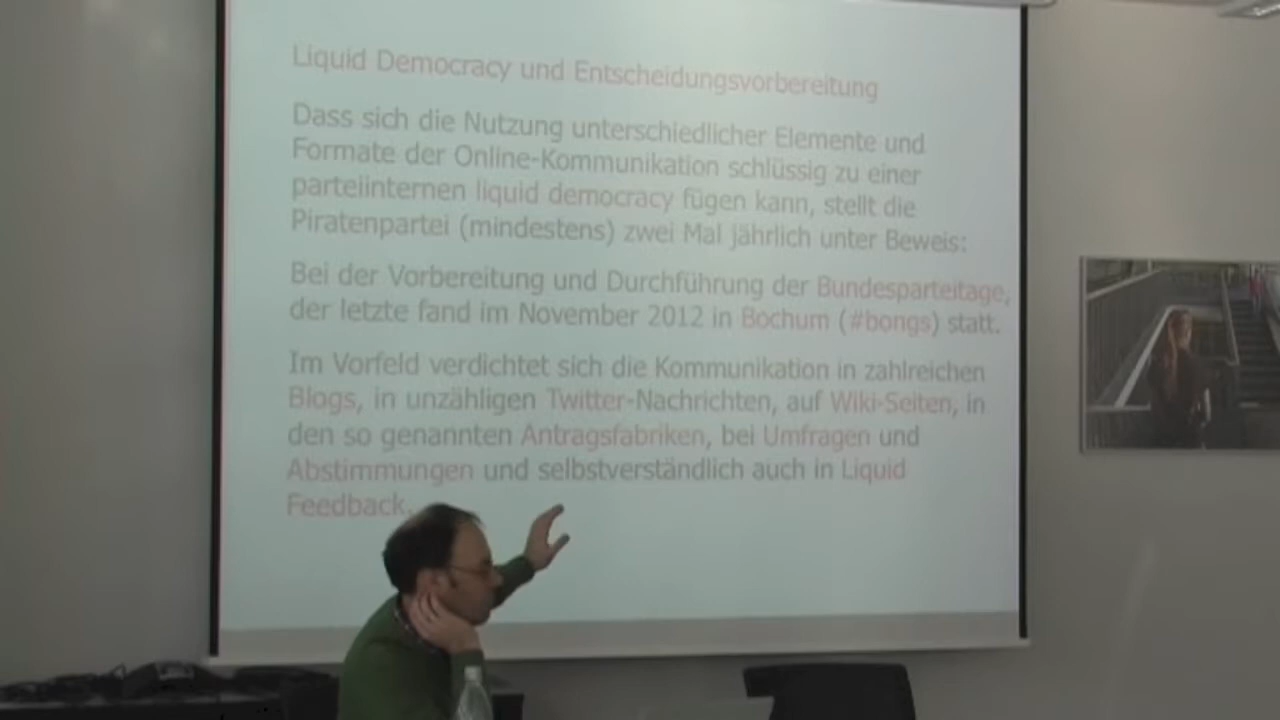 Liquid Democracy und Entscheidungsvorbereitung
Dass sich die Nutzung unterschiedlicher Elemente und
Formate der Online-Kommunikation schlüssig zu einer
parteiinternen liquid democracy fügen kann, stellt die
Piratenpartei (mindestens) zwei Mal jährlich unter Beweis:
Bei der Vorbereitung und Durchführung der Bundesparteitage,
der letzte fand im November 2012 in Bochum (#bongs) statt.
Im Vorfeld verdichtet sich die Kommunikation in zahlreichen
Blogs, in unzähligen Twitter-Nachrichten, auf Wiki-Seiten, in
den so genannten Antragsfabriken, bei Umfragen und
Abstimmungen und selbstverständlich auch in Liquid
Feedback.